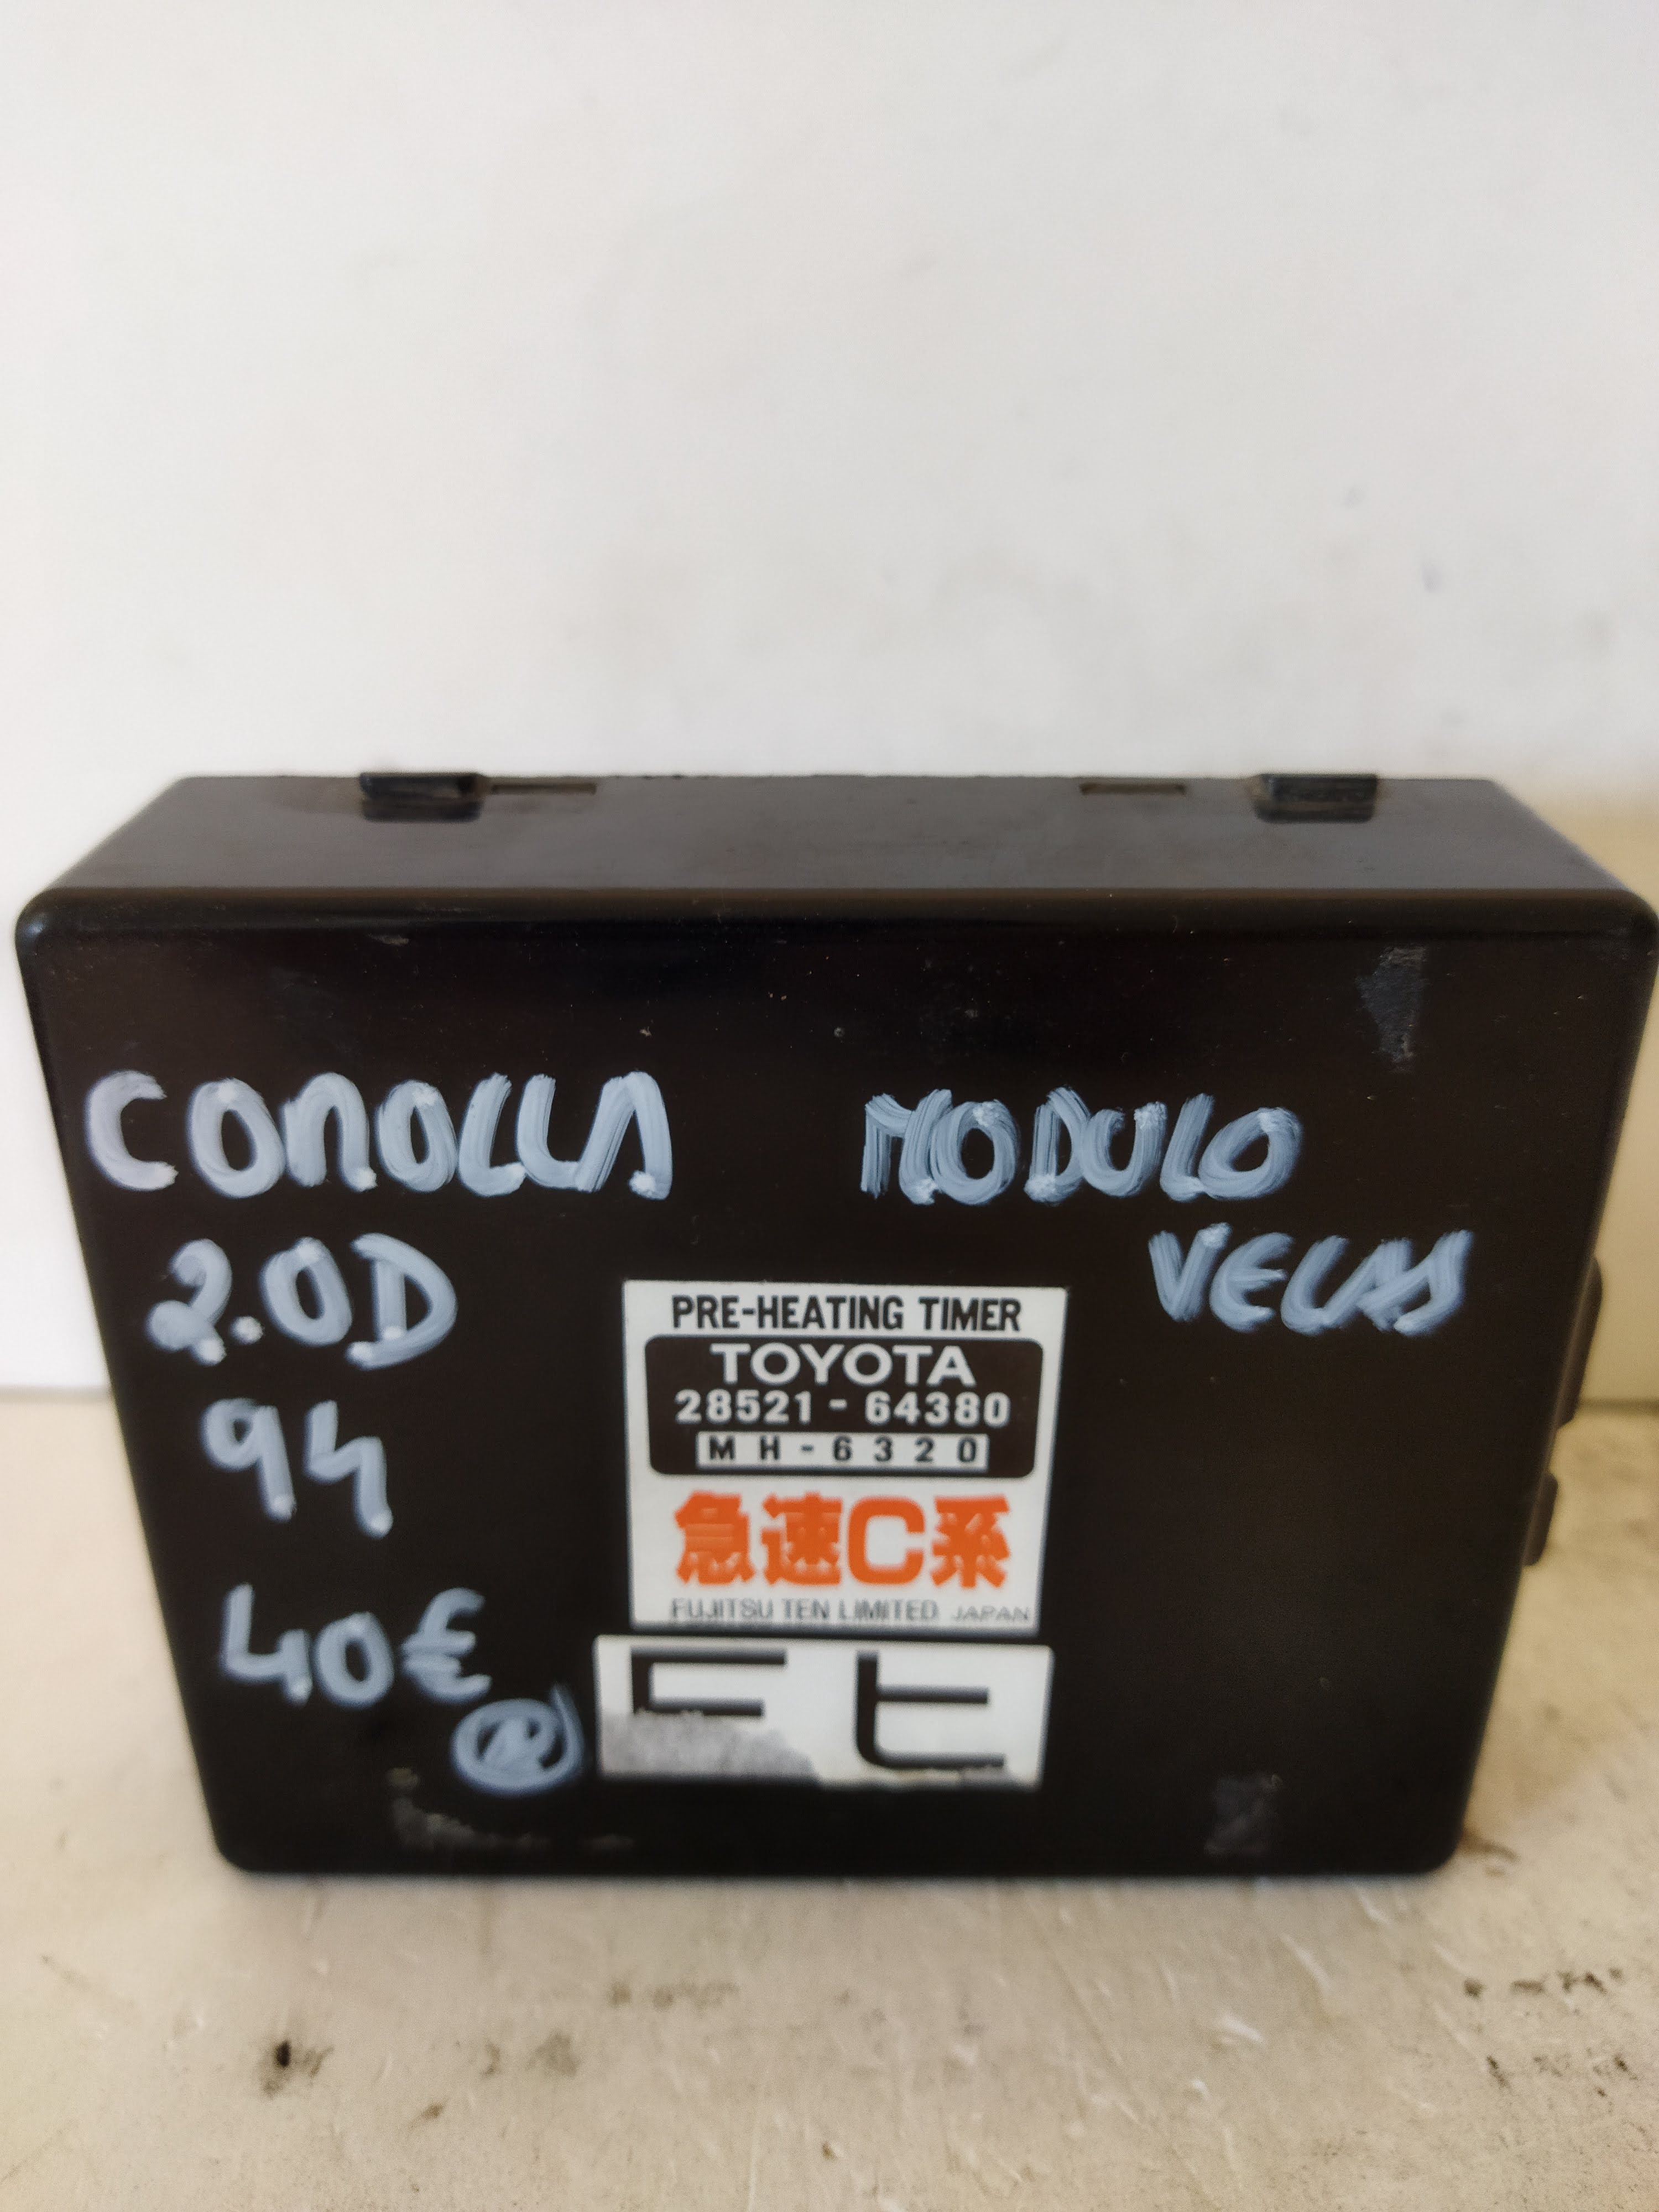 COROLLA
MODULO
2.0D
VELAS
94
40€
PRE-HEATING TIMER
TOYOTA
28521-64380
MH-6320
急速C系
FUJITSU TEN LIMITED JAPAN